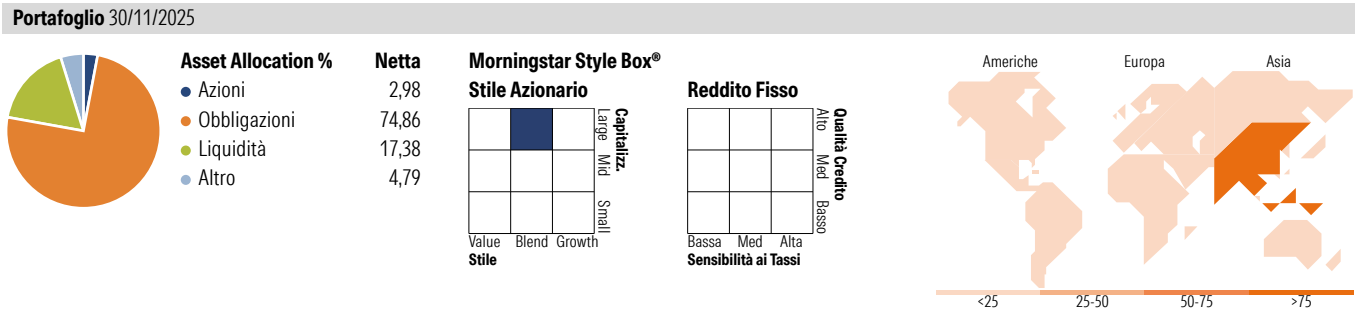 Portafoglio 30/11/2025
Asset Allocation % Netta
Azioni 2,98
Obbligazioni 74,86
Liquidità 17,38
Altro 4,79
Morningstar Style Box®
Stile Azionario
Large
Mid
Small
Capitalizz.
Value Blend Growth
Stile
Reddito Fisso
Alto
Med
Basso
Qualità Credito
Bassa Med Alta
Sensibilità ai Tassi
Americhe Europa Asia
<25 25-50 50-75 >75